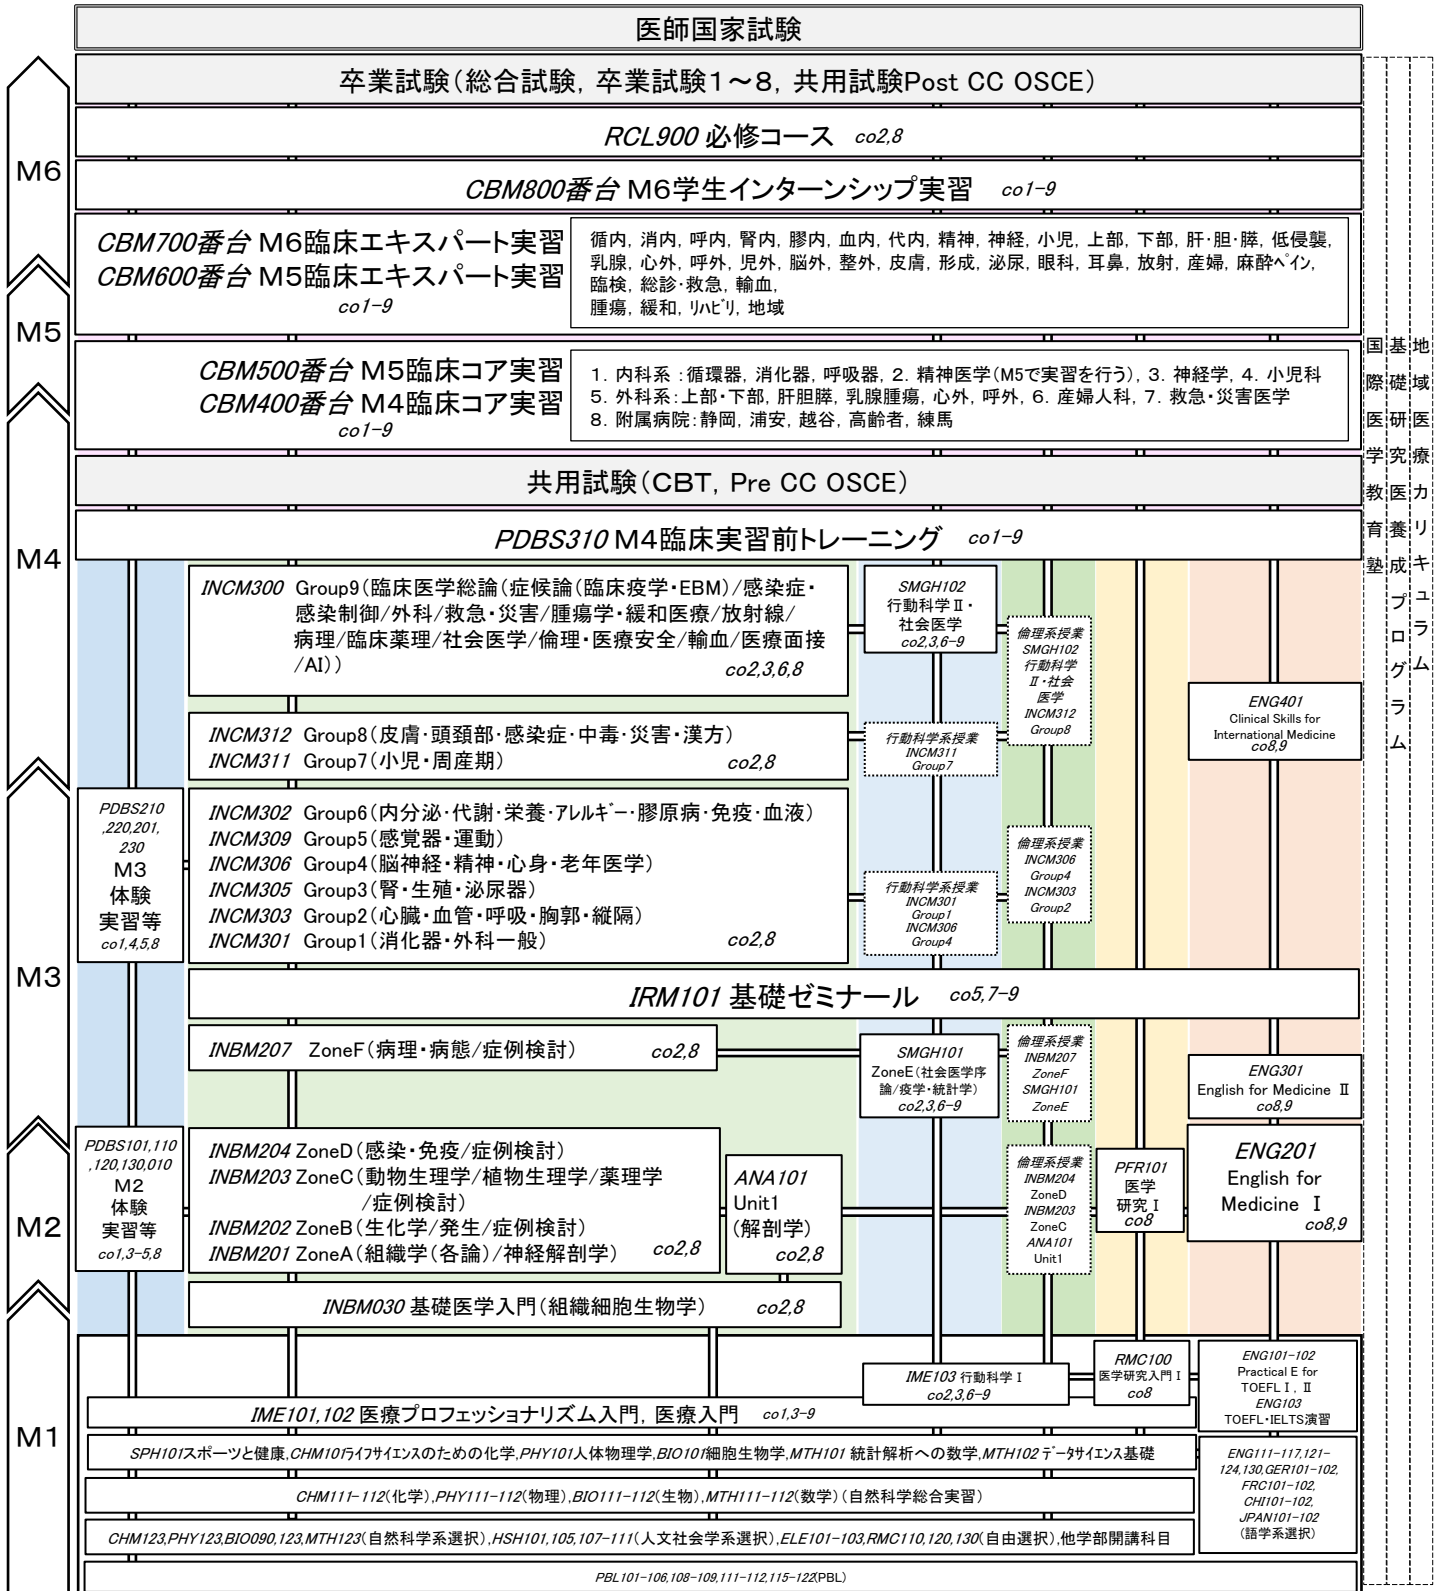 医師国家試験
卒業試験(総合試験, 卒業試験1～8, 共用試験Post CC OSCE)
RCL900 必修コース co2,8
M6
CBM800番台 M6学生インターンシップ実習 co1-9
CBM700番台 M6臨床エキスパート実習
CBM600番台 M5臨床エキスパート実習
co1-9
循内, 消内, 呼内, 腎内, 膠内, 血内, 代内, 精神, 神経, 小児, 上部, 下部, 肝・胆・膵, 低侵襲,
乳腺, 心外, 呼外, 児外, 脳外, 整外, 皮膚, 形成, 泌尿, 眼科, 耳鼻, 放射, 産婦, 麻酔ペイン,
臨検, 総診・救急, 輸血,
腫瘍, 緩和, リハビリ, 地域
M5
CBM500番台 M5臨床コア実習
CBM400番台 M4臨床コア実習
co1-9
1. 内科系 :循環器, 消化器, 呼吸器, 2. 精神医学(M5で実習を行う), 3. 神経学, 4. 小児科
5. 外科系:上部・下部, 肝胆膵, 乳腺腫瘍, 心外, 呼外, 6. 産婦人科, 7. 救急・災害医学
8. 附属病院:静岡, 浦安, 越谷, 高齢者, 練馬
国際医学教育塾
基礎研究医養成プログラム
地域医療カリキュラム
共用試験(CBT, Pre CC OSCE)
PDBS310 M4臨床実習前トレーニング co1-9
M4
INCM300 Group9(臨床医学総論(症候論(臨床疫学・EBM)/感染症・
感染制御/外科/救急・災害/腫瘍学・緩和医療/放射線/
病理/臨床薬理/社会医学/倫理・医療安全/輸血/医療面接
/AI))
co2,3,6,8
SMGH102
行動科学Ⅱ・
社会医学
co2,3,6-9
倫理系授業
SMGH102
行動科学
Ⅱ・社会
医学
INCM312
Group8
INCM312 Group8(皮膚・頭頚部・感染症・中毒・災害・漢方)
INCM311 Group7(小児・周産期) co2,8
行動科学系授業
INCM311
Group7
ENG401
Clinical Skills for
International Medicine
co8,9
PDBS210
,220,201,
230
M3
体験
実習等
co1,4,5,8
INCM302 Group6(内分泌・代謝・栄養・アレルギー・膠原病・免疫・血液)
INCM309 Group5(感覚器・運動)
INCM306 Group4(脳神経・精神・心身・老年医学)
INCM305 Group3(腎・生殖・泌尿器)
INCM303 Group2(心臓・血管・呼吸・胸郭・縦隔)
INCM301 Group1(消化器・外科一般) co2,8
行動科学系授業
INCM301
Group1
INCM306
Group4
倫理系授業
INCM306
Group4
INCM303
Group2
M3
IRM101 基礎ゼミナール co5,7-9
INBM207 ZoneF(病理・病態/症例検討) co2,8
SMGH101
ZoneE(社会医学序
論/疫学・統計学)
co2,3,6-9
倫理系授業
INBM207
ZoneF
SMGH101
ZoneE
ENG301
English for Medicine Ⅱ
co8,9
M2
PDBS101,110
,120,130,010
M2
体験
実習等
co1,3-5,8
INBM204 ZoneD(感染・免疫/症例検討)
INBM203 ZoneC(動物生理学/植物生理学/薬理学
/症例検討)
INBM202 ZoneB(生化学/発生/症例検討)
INBM201 ZoneA(組織学(各論)/神経解剖学) co2,8
ANA101
Unit1
(解剖学)
co2,8
倫理系授業
INBM204
ZoneD
INBM203
ZoneC
ANA101
Unit1
PFR101
医学
研究Ⅰ
co8
ENG201
English for
Medicine Ⅰ
co8,9
INBM030 基礎医学入門(組織細胞生物学) co2,8
M1
IME103 行動科学Ⅰ
co2,3,6-9
RMC100
医学研究入門Ⅰ
co8
ENG101-102
Practical E for
TOEFLⅠ, Ⅱ
ENG103
TOEFL・IELTS演習
IME101,102 医療プロフェッショナリズム入門, 医療入門 co1,3-9
SPH101スポーツと健康,CHM101ライフサイエンスのための化学,PHY101人体物理学,BIO101細胞生物学,MTH101 統計解析への数学,MTH102 データサイエンス基礎
ENG111-117,121-
124,130,GER101-102,
FRC101-102,
CHI101-102,
JPAN101-102
(語学系選択)
CHM111-112(化学),PHY111-112(物理),BIO111-112(生物),MTH111-112(数学)(自然科学総合実習)
CHM123,PHY123,BIO090,123,MTH123(自然科学系選択),HSH101,105,107-111(人文社会学系選択),ELE101-103,RMC110,120,130(自由選択),他学部開講科目
PBL101-106,108-109,111-112,115-122(PBL)